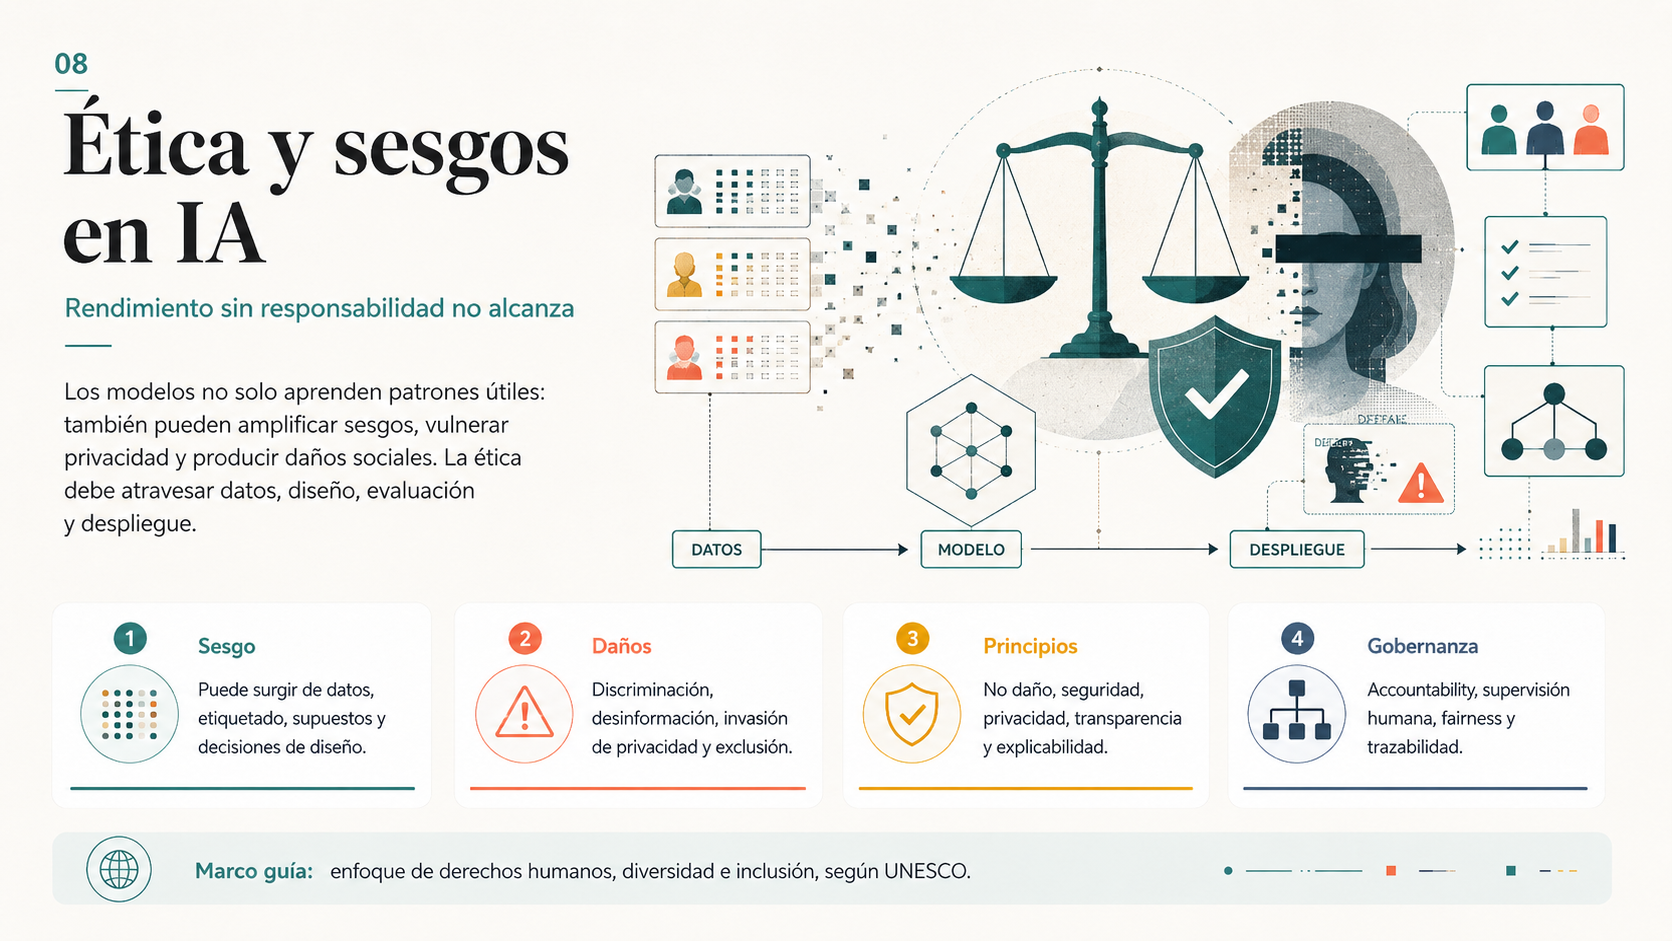 08
Ética y sesgos
en IA
Rendimiento sin responsabilidad no alcanza
Los modelos no solo aprenden patrones útiles:
también pueden amplificar sesgos, vulnerar
privacidad y producir daños sociales. La ética
debe atravesar datos, diseño, evaluación
y despliegue.
DATOS
MODELO
DESPLIEGUE
1
Sesgo
Puede surgir de datos,
etiquetado, supuestos y
decisiones de diseño.
2
Daños
Discriminación,
desinformación, invasión
de privacidad y exclusión.
3
Principios
No daño, seguridad,
privacidad, transparencia
y explicabilidad.
4
Gobernanza
Accountability, supervisión
humana, fairness y
trazabilidad.
Marco guía: enfoque de derechos humanos, diversidad e inclusión, según UNESCO.